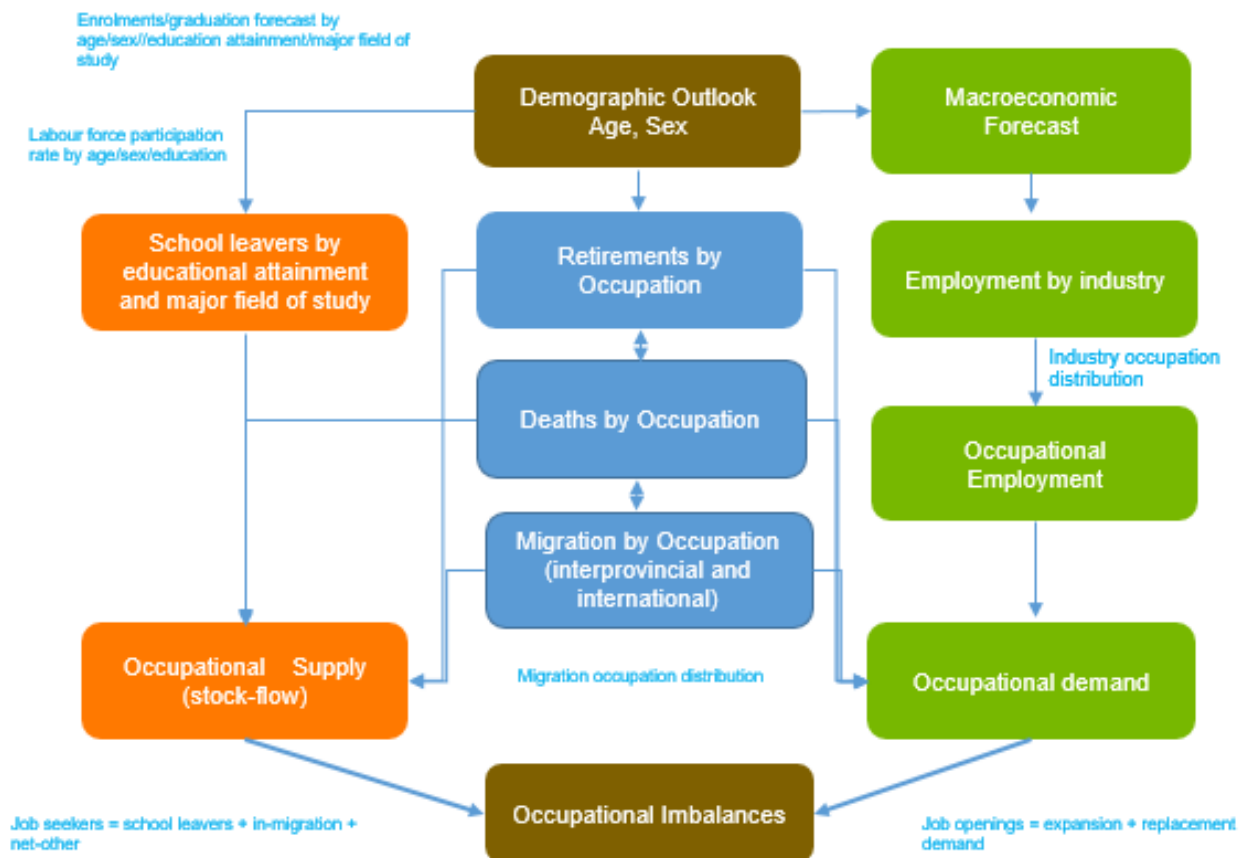 Enrolments/graduation forecast by
age/sex//education attainment/major field of
study
Demographic Outlook
Age, Sex
Macroeconomic
Forecast
Labour force participation
rate by age/sex/education
School leavers by
educational attainment
and major field of study
Retirements by
Occupation
Employment by industry
Industry occupation
distribution
Deaths by Occupation
Occupational
Employment
Migration by Occupation
(interprovincial and
international)
Occupational Supply
(stock-flow)
Migration occupation distribution
Occupational demand
Occupational Imbalances
Job seekers = school leavers + in-migration +
net-other
Job openings = expansion + replacement
demand